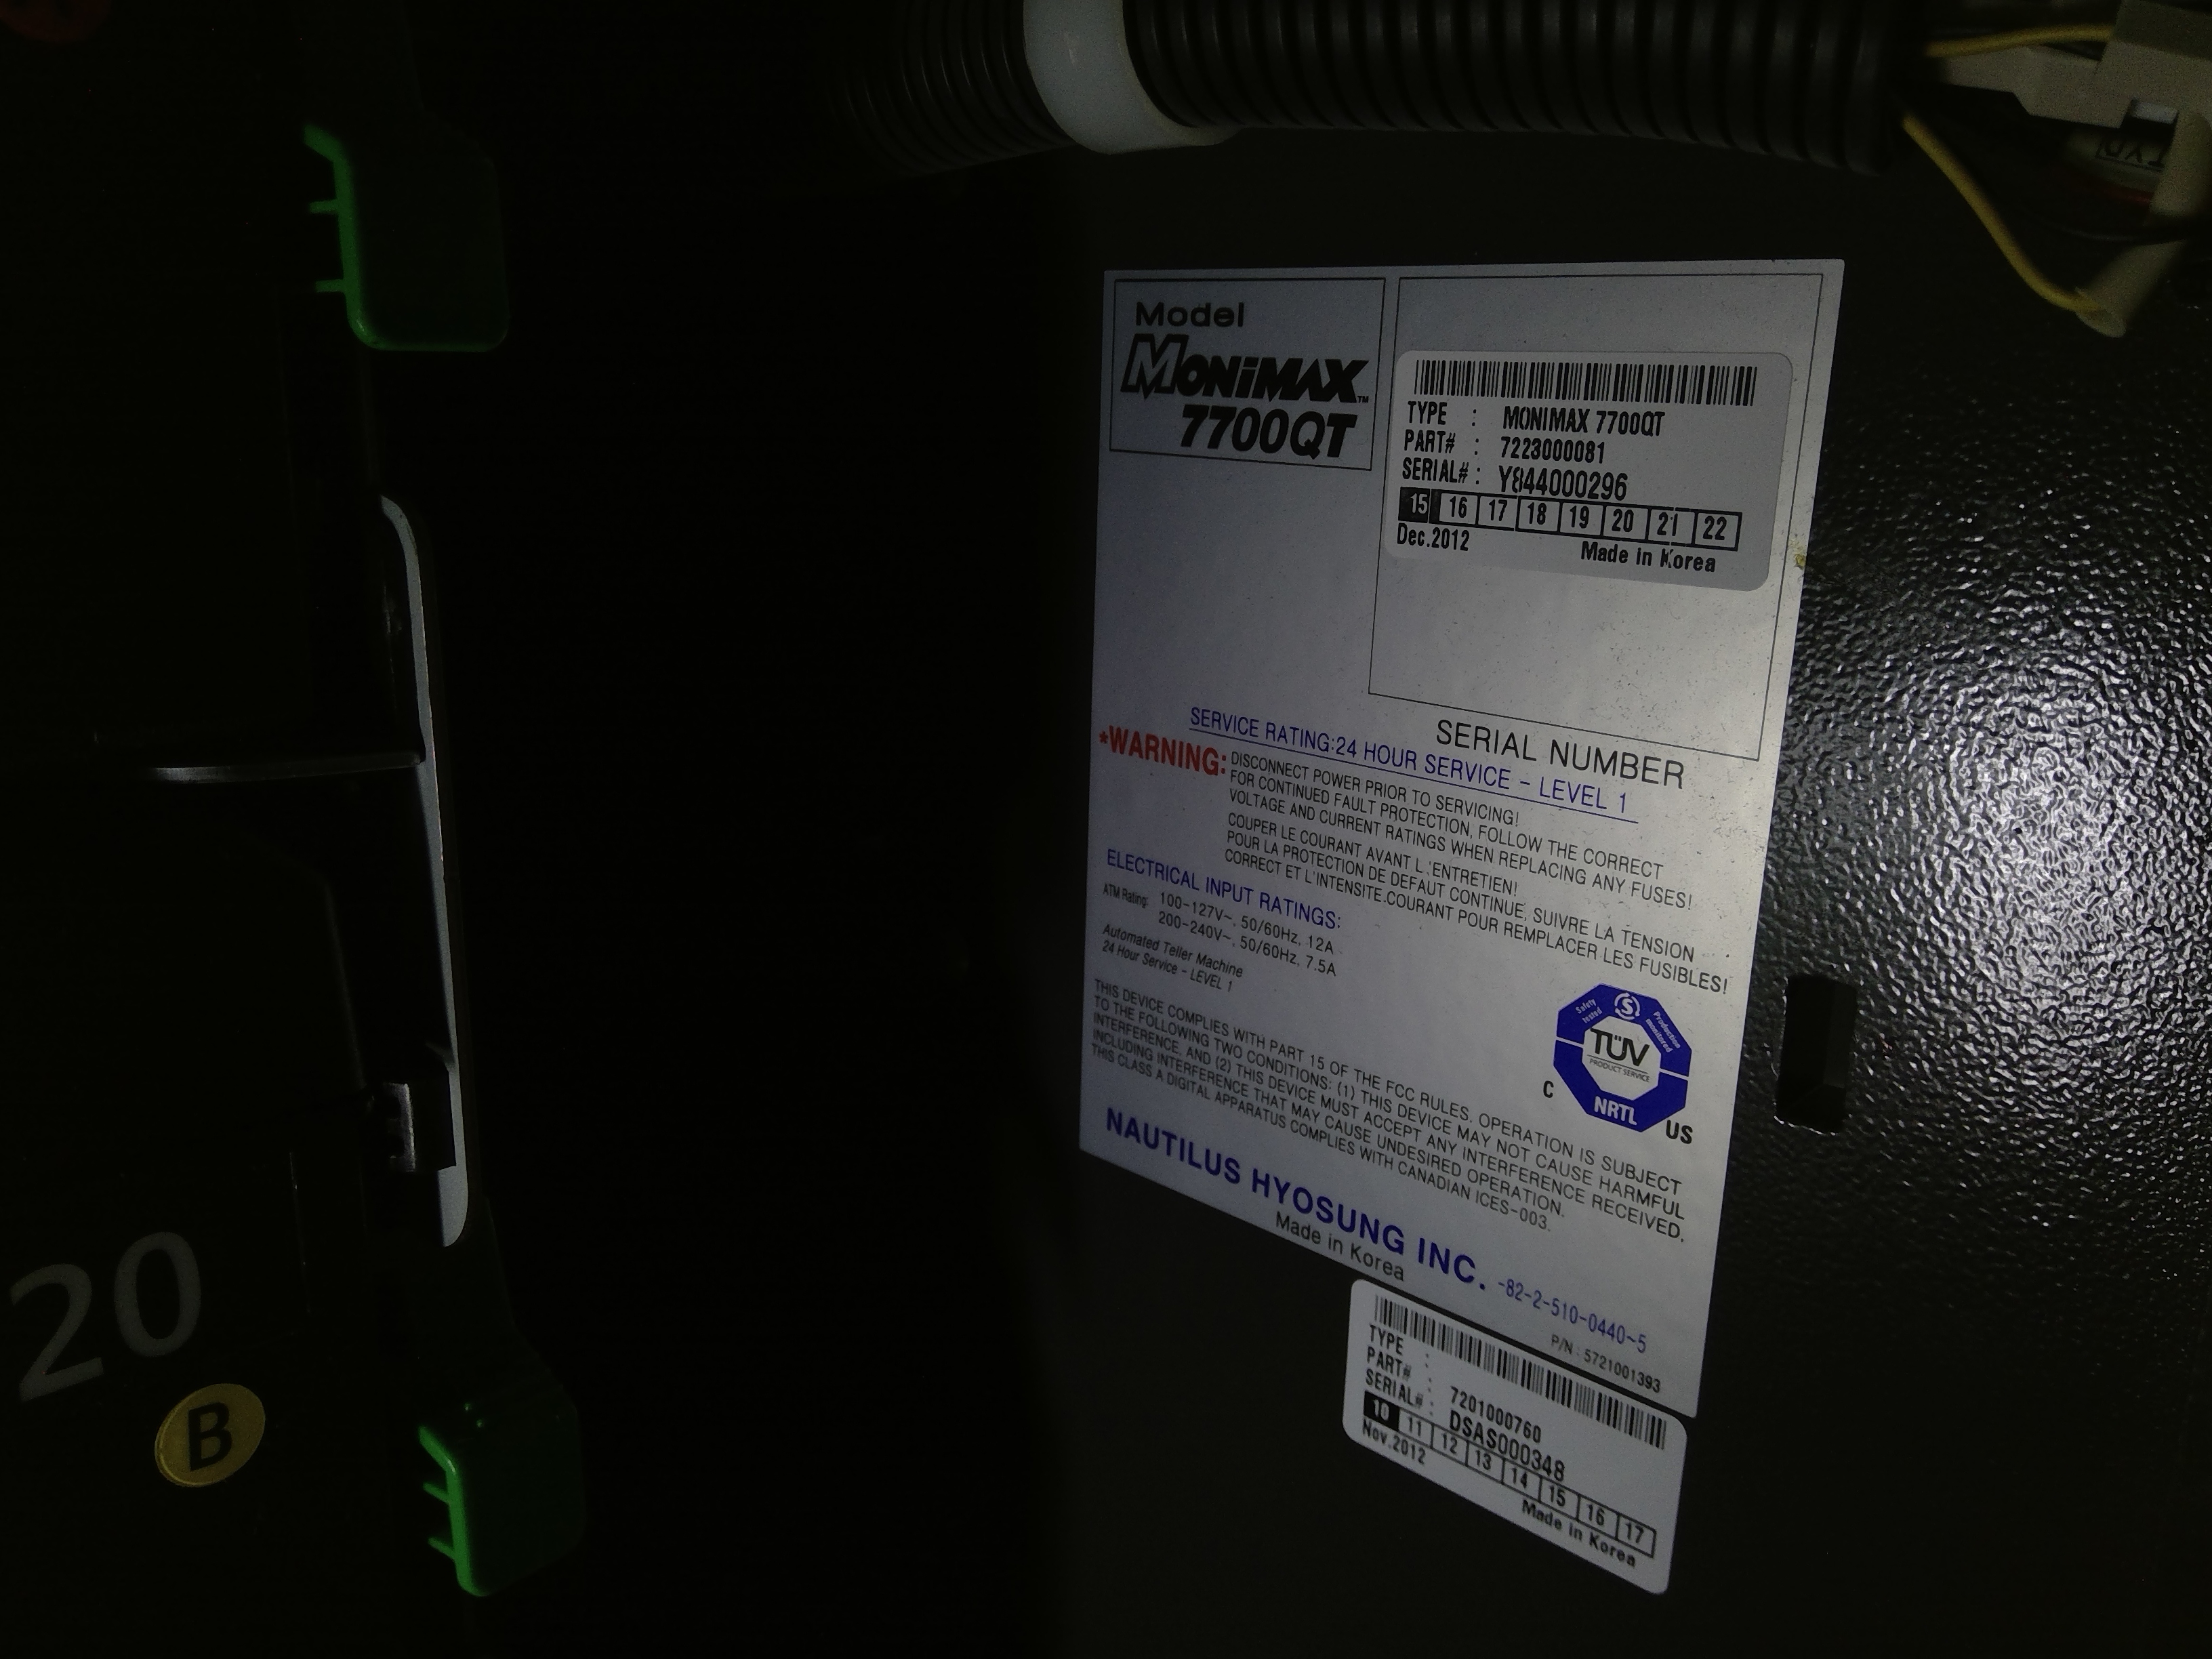 Model
MONiMAX™
7700QT
TYPE : MONIMAX 7700QT
PART# : 7223000081
SERIAL# : Y844000296
15 16 17 18 19 20 21 22
Dec.2012 Made in Korea
SERIAL NUMBER
SERVICE RATING:24 HOUR SERVICE - LEVEL 1
*WARNING: DISCONNECT POWER PRIOR TO SERVICING!
FOR CONTINUED FAULT PROTECTION, FOLLOW THE CORRECT
VOLTAGE AND CURRENT RATINGS WHEN REPLACING ANY FUSES!
COUPER LE COURANT AVANT L'ENTRETIEN!
POUR LA PROTECTION DE DEFAUT CONTINUE, SUIVRE LA TENSION
CORRECT ET L'INTENSITE.COURANT POUR REMPLACER LES FUSIBLES!
ELECTRICAL INPUT RATINGS:
ATM Rating: 100-127V~, 50/60Hz, 12A
200-240V~, 50/60Hz, 7.5A
Automated Teller Machine
24 Hour Service - LEVEL 1
Safety tested
S
Production monitored
TÜV
PRODUCT SERVICE
C NRTL US
THIS DEVICE COMPLIES WITH PART 15 OF THE FCC RULES. OPERATION IS SUBJECT
TO THE FOLLOWING TWO CONDITIONS: (1) THIS DEVICE MAY NOT CAUSE HARMFUL
INTERFERENCE, AND (2) THIS DEVICE MUST ACCEPT ANY INTERFERENCE RECEIVED,
INCLUDING INTERFERENCE THAT MAY CAUSE UNDESIRED OPERATION.
THIS CLASS A DIGITAL APPARATUS COMPLIES WITH CANADIAN ICES-003.
NAUTILUS HYOSUNG INC. -82-2-510-0440-5
Made in Korea
P/N : 5721001393
TYPE :
PART# : 7201000760
SERIAL# : DSAS000348
10 11 12 13 14 15 16 17
Nov.2012 Made in Korea
20
B